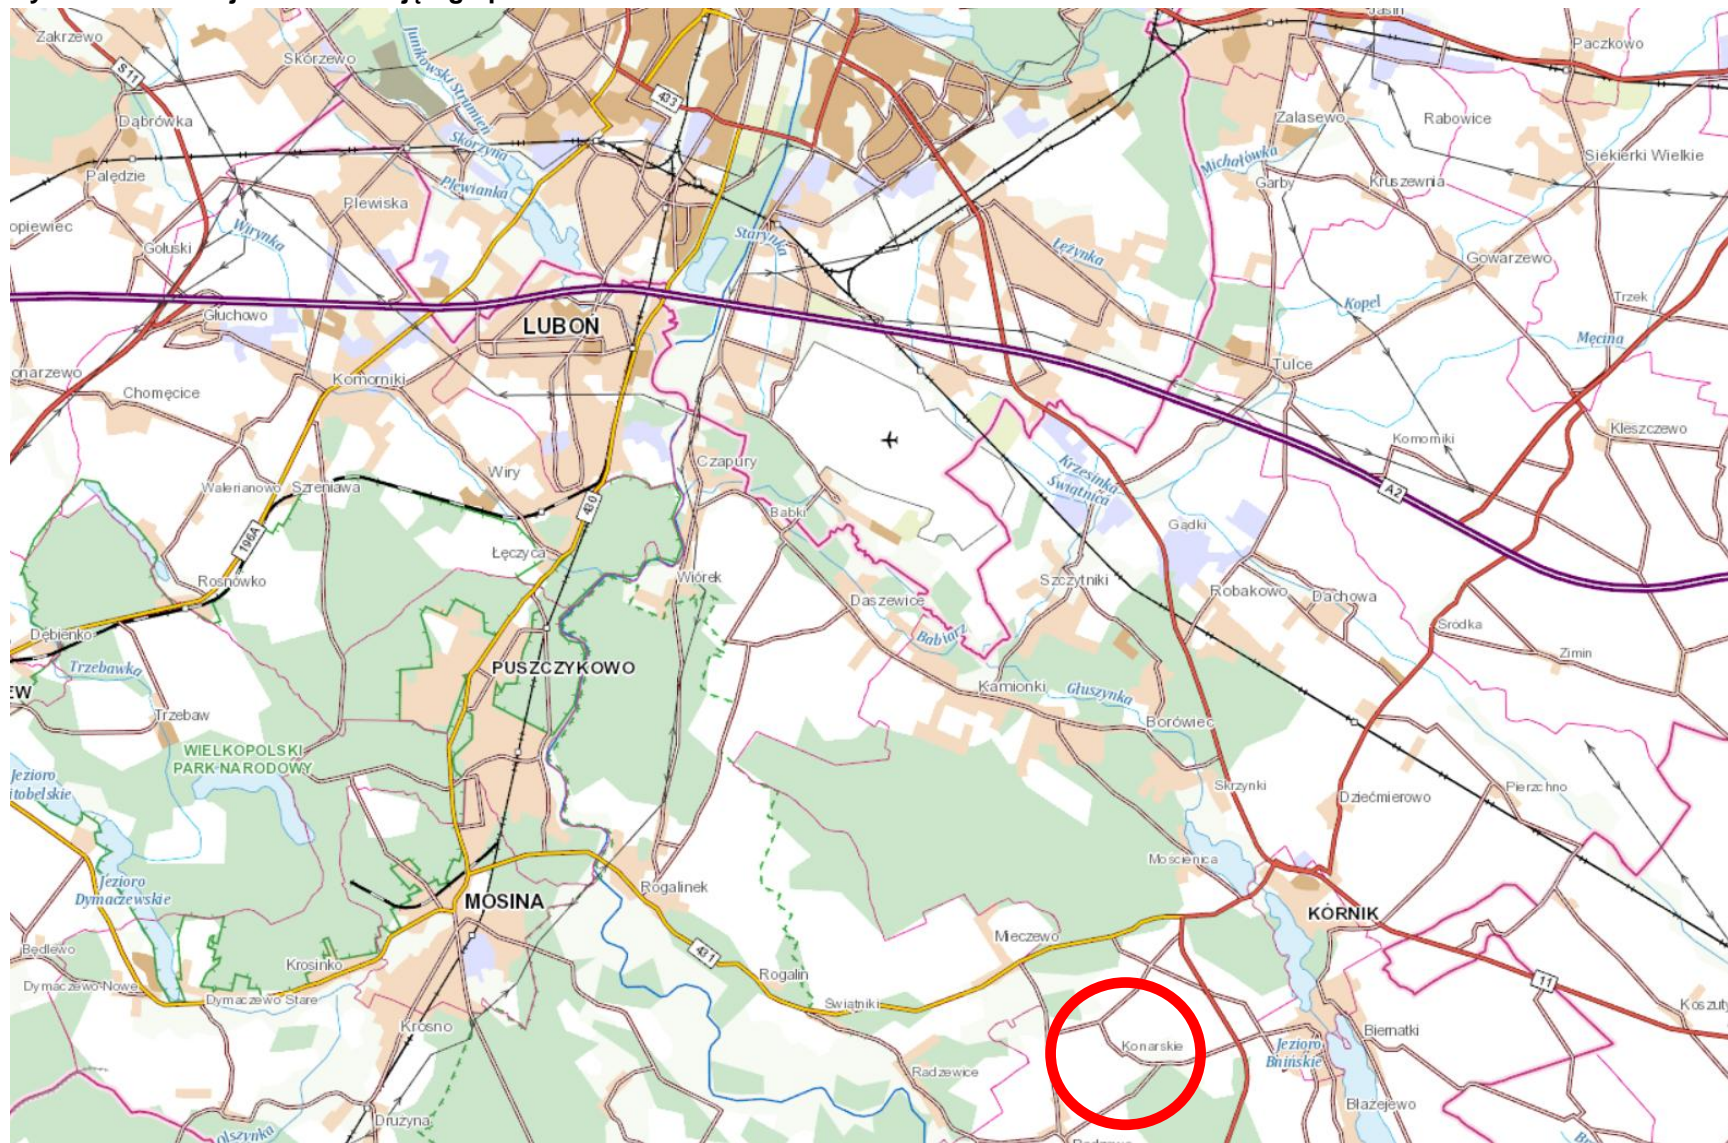 Zakrzewo
S11
Skórzewo
Junikowski Strumień
433
Paczkowo
Dąbrówka
Skórzynka
Zalasewo
Rabowice
Palędzie
Plewianka
Michałówka
Siekierki Wielkie
Plewiska
Garby
Kruszewnia
Wirynka
Starynka
Gołuski
Łężynka
Gowarzewo
Kopel
Trzek
Głuchowo
LUBOŃ
Męcina
Tulce
Komorniki
Chomęcice
Kleszczewo
Komorniki
Wiry
Czapury
Krzesinka
Świątnica
Walerianowo
Szreniawa
A2
430
Babki
Gądki
196A
Łęczyca
Rosnówko
Wiórek
Szczytniki
Daszewice
Robakowo
Dachowa
Dębienko
Babiarz
Śródka
Zimin
Trzebawka
PUSZCZYKOWO
Kamionki
Głuszynka
Trzebaw
Borówiec
WIELKOPOLSKI
PARK NARODOWY
Jezioro
Skrzynki
Dziećmierowo
Pierzchno
Mościenica
Jezioro
Dymaczewskie
Rogalinek
MOSINA
KÓRNIK
Mieczewo
Będlewo
Krosinko
431
Rogalin
11
Dymaczewo Nowe
Dymaczewo Stare
Świątniki
Krosno
Biernatki
Konarskie
Jezioro
Bnińskie
Radzewice
Błażejewo
Drużyna
Olszynka